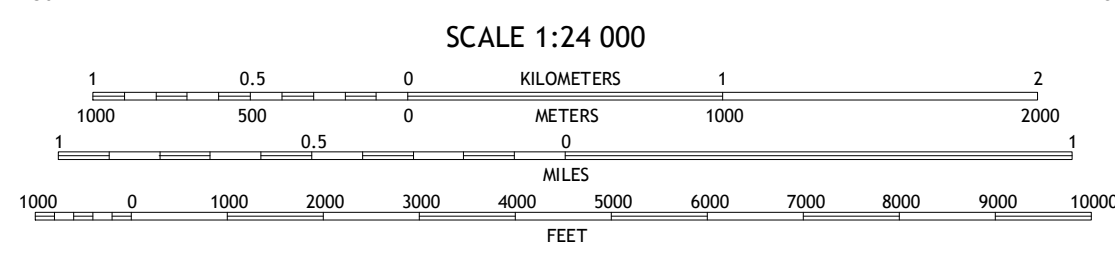 SCALE 1:24 000
1 0.5 0 KILOMETERS 1 2
1000 500 0 METERS 1000 2000
1 0.5 0 1
MILES
1000 0 1000 2000 3000 4000 5000 6000 7000 8000 9000 10000
FEET